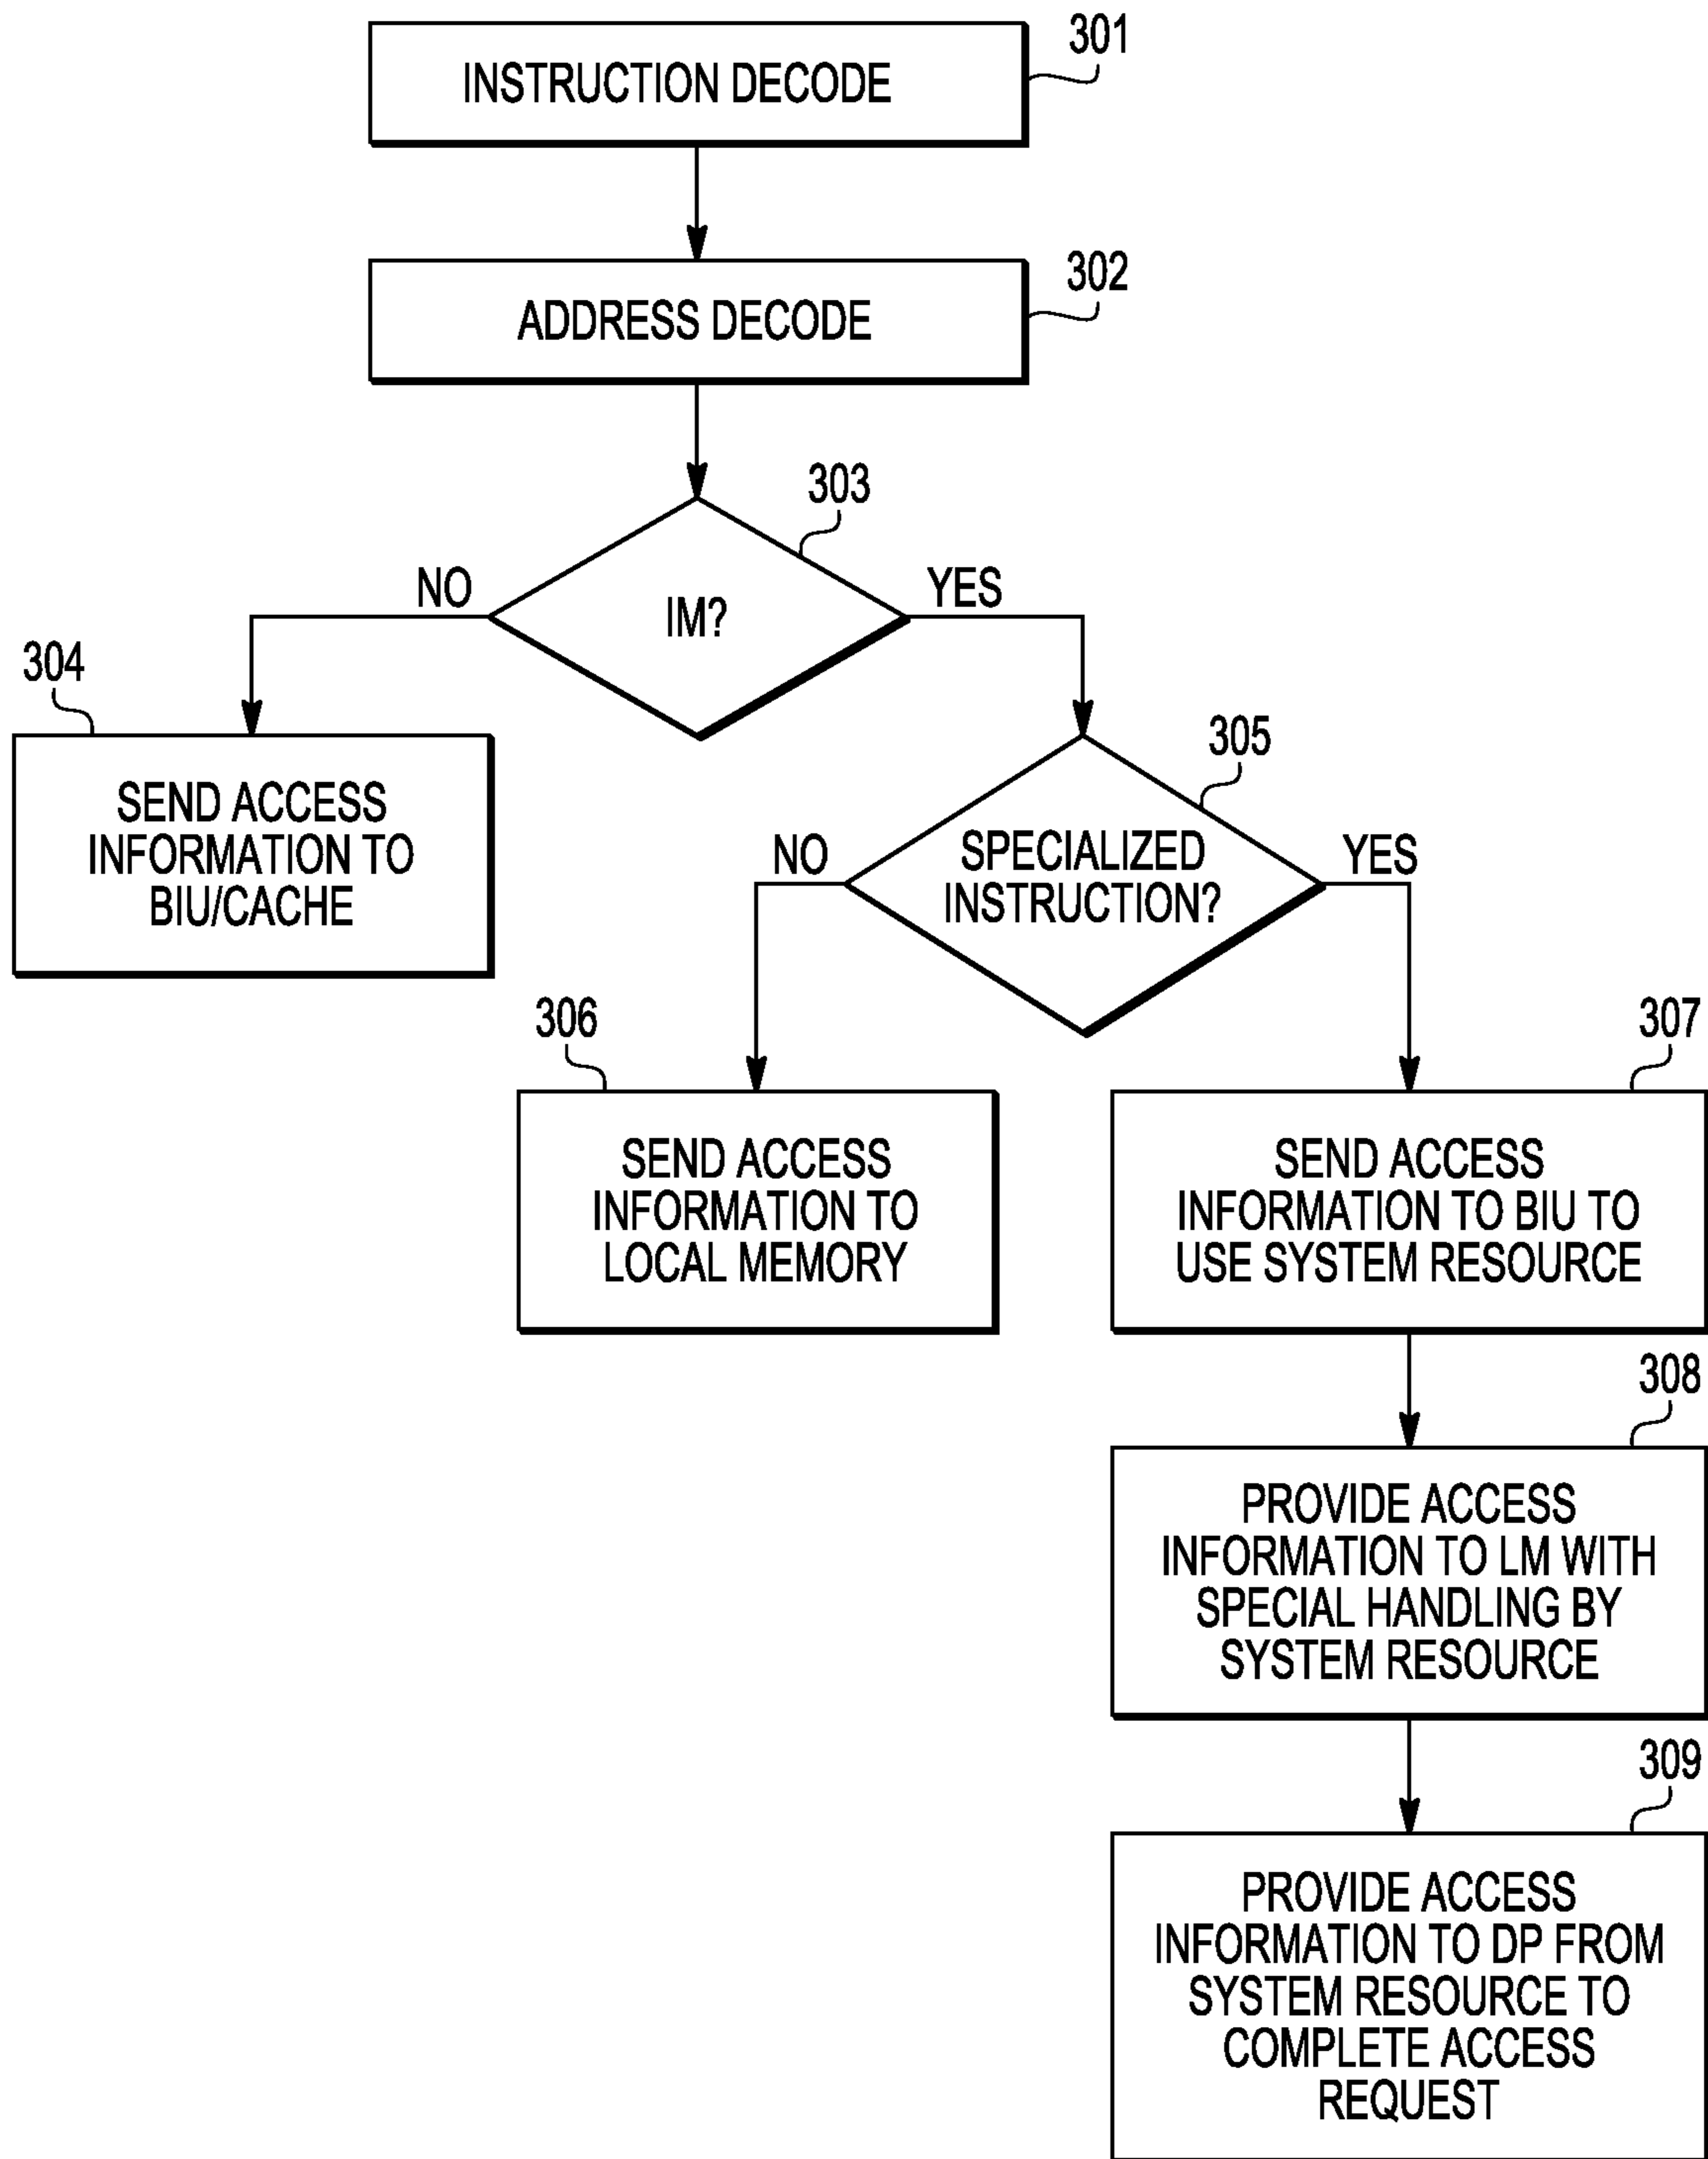 301
INSTRUCTION DECODE
302
ADDRESS DECODE
303
NO
YES
IM?
304
305
SEND ACCESS
INFORMATION TO
BIU/CACHE
NO
SPECIALIZED
INSTRUCTION?
YES
306
307
SEND ACCESS
INFORMATION TO
LOCAL MEMORY
SEND ACCESS
INFORMATION TO BIU TO
USE SYSTEM RESOURCE
308
PROVIDE ACCESS
INFORMATION TO LM WITH
SPECIAL HANDLING BY
SYSTEM RESOURCE
309
PROVIDE ACCESS
INFORMATION TO DP FROM
SYSTEM RESOURCE TO
COMPLETE ACCESS
REQUEST